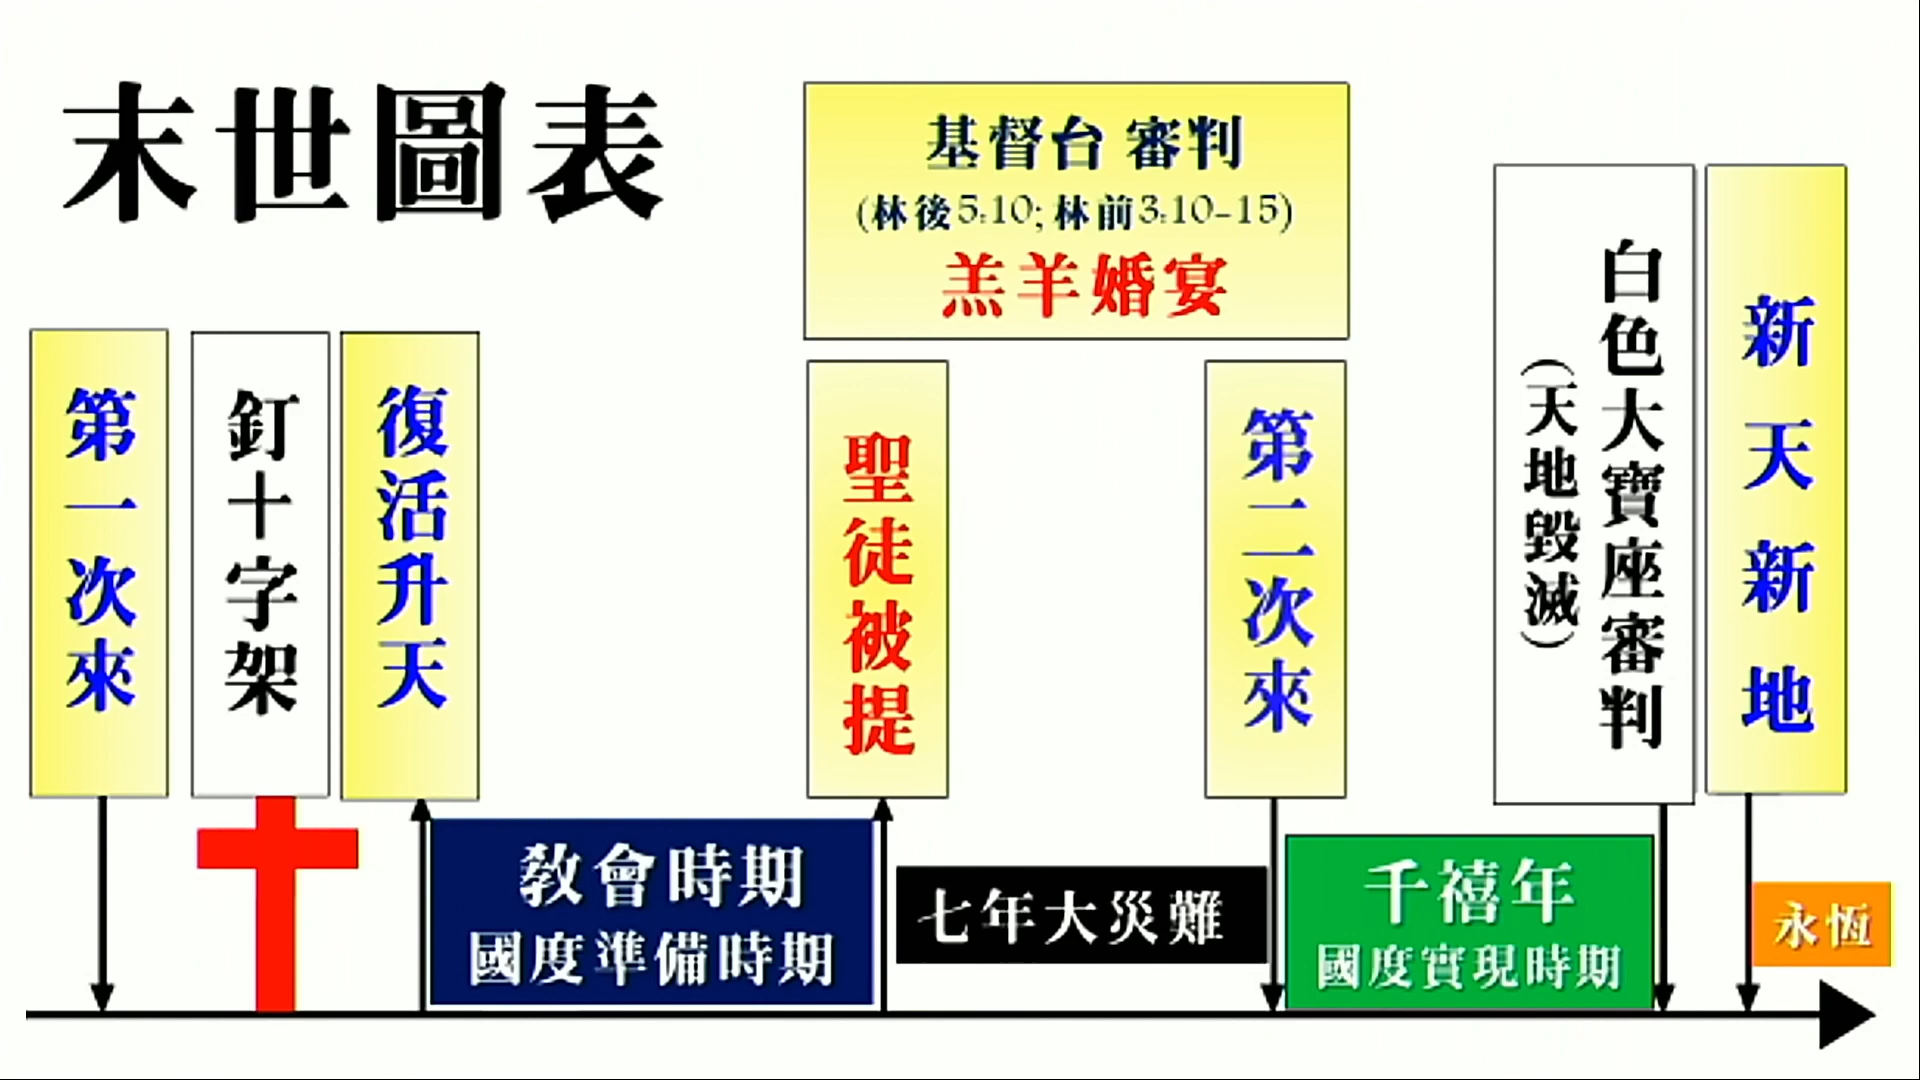 末世圖表
基督台 審判
(林後5:10; 林前3:10-15)
羔羊婚宴
第一次來
釘十字架
復活升天
聖徒被提
第二次來
白色大寶座審判
(天地毀滅)
新天新地
教會時期
國度準備時期
七年大災難
千禧年
國度實現時期
永恆